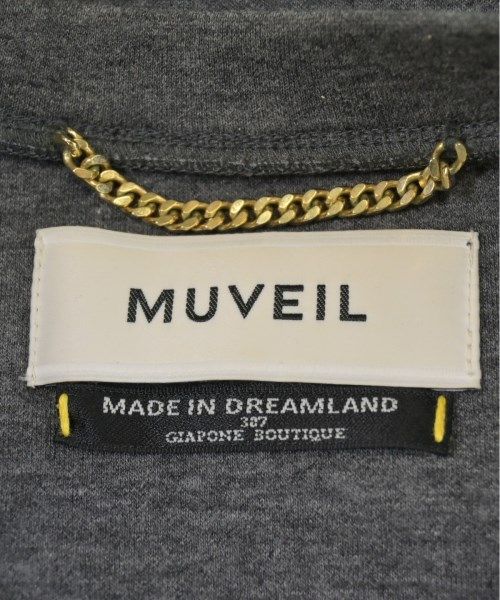 MUVEIL
MADE IN DREAMLAND
387
GIAPONE BOUTIQUE